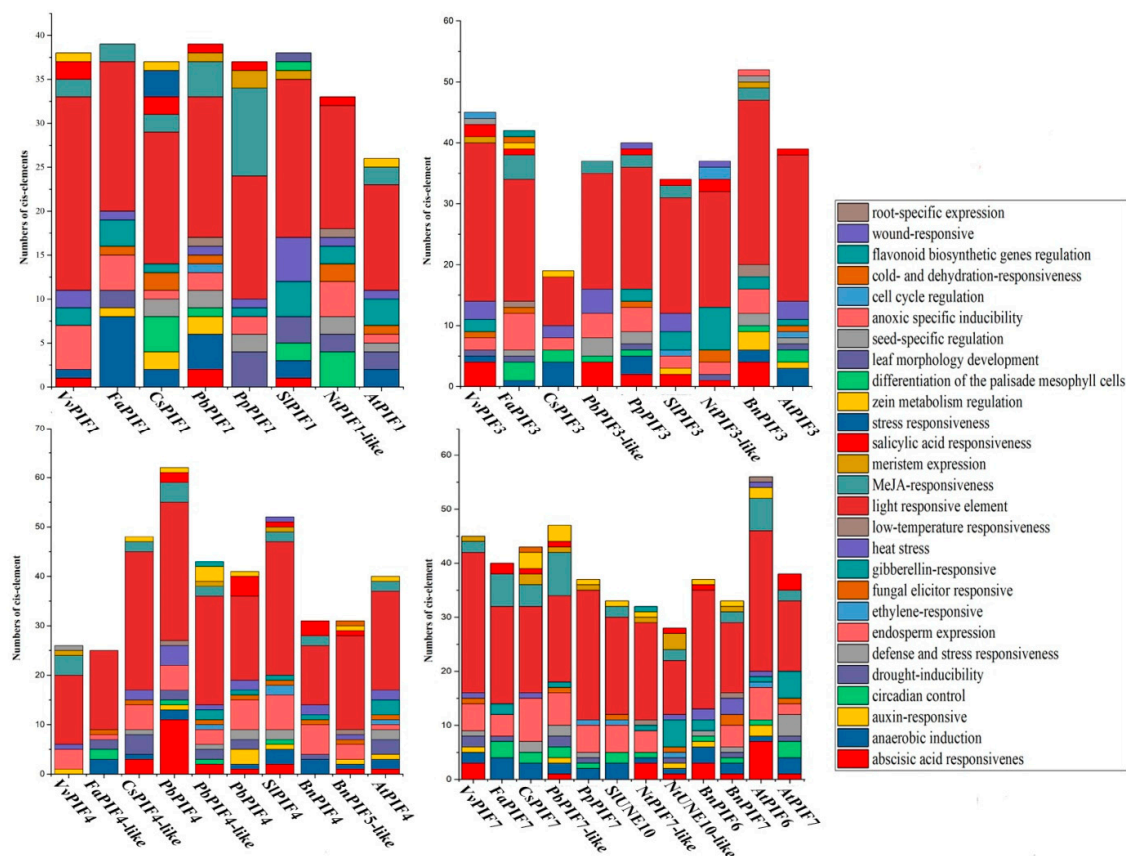 Numbers of cis-elements
40
35
30
25
20
15
10
5
0
VvPIF1
FaPIF1
CsPIF1
PbPIF1
PpPIF1
SlPIF1
NtPIF1-like
AtPIF1
Numbers of cis-element
60
50
40
30
20
10
0
VvPIF3
FaPIF3
CsPIF3
PbPIF3-like
PpPIF3
SlPIF3
NtPIF3-like
BnPIF3
AtPIF3
Numbers of cis-element
70
60
50
40
30
20
10
0
VvPIF4
FaPIF4-like
CsPIF4-like
PbPIF4
PbPIF4-like
PbPIF4
SlPIF4
BnPIF4
BnPIF5-like
AtPIF4
Numbers of cis-element
60
50
40
30
20
10
0
VvPIF7
FaPIF7
CsPIF7
PbPIF7-like
PpPIF7
SlUNE10
NtPIF7-like
NtUNE10-like
BnPIF6
BnPIF7
AtPIF6
AtPIF7
root-specific expression
wound-responsive
flavonoid biosynthetic genes regulation
cold- and dehydration-responsiveness
cell cycle regulation
anoxic specific inducibility
seed-specific regulation
leaf morphology development
differentiation of the palisade mesophyll cells
zein metabolism regulation
stress responsiveness
salicylic acid responsiveness
meristem expression
MeJA-responsiveness
light responsive element
low-temperature responsiveness
heat stress
gibberellin-responsive
fungal elicitor responsive
ethylene-responsive
endosperm expression
defense and stress responsiveness
drought-inducibility
circadian control
auxin-responsive
anaerobic induction
abscisic acid responsivenes